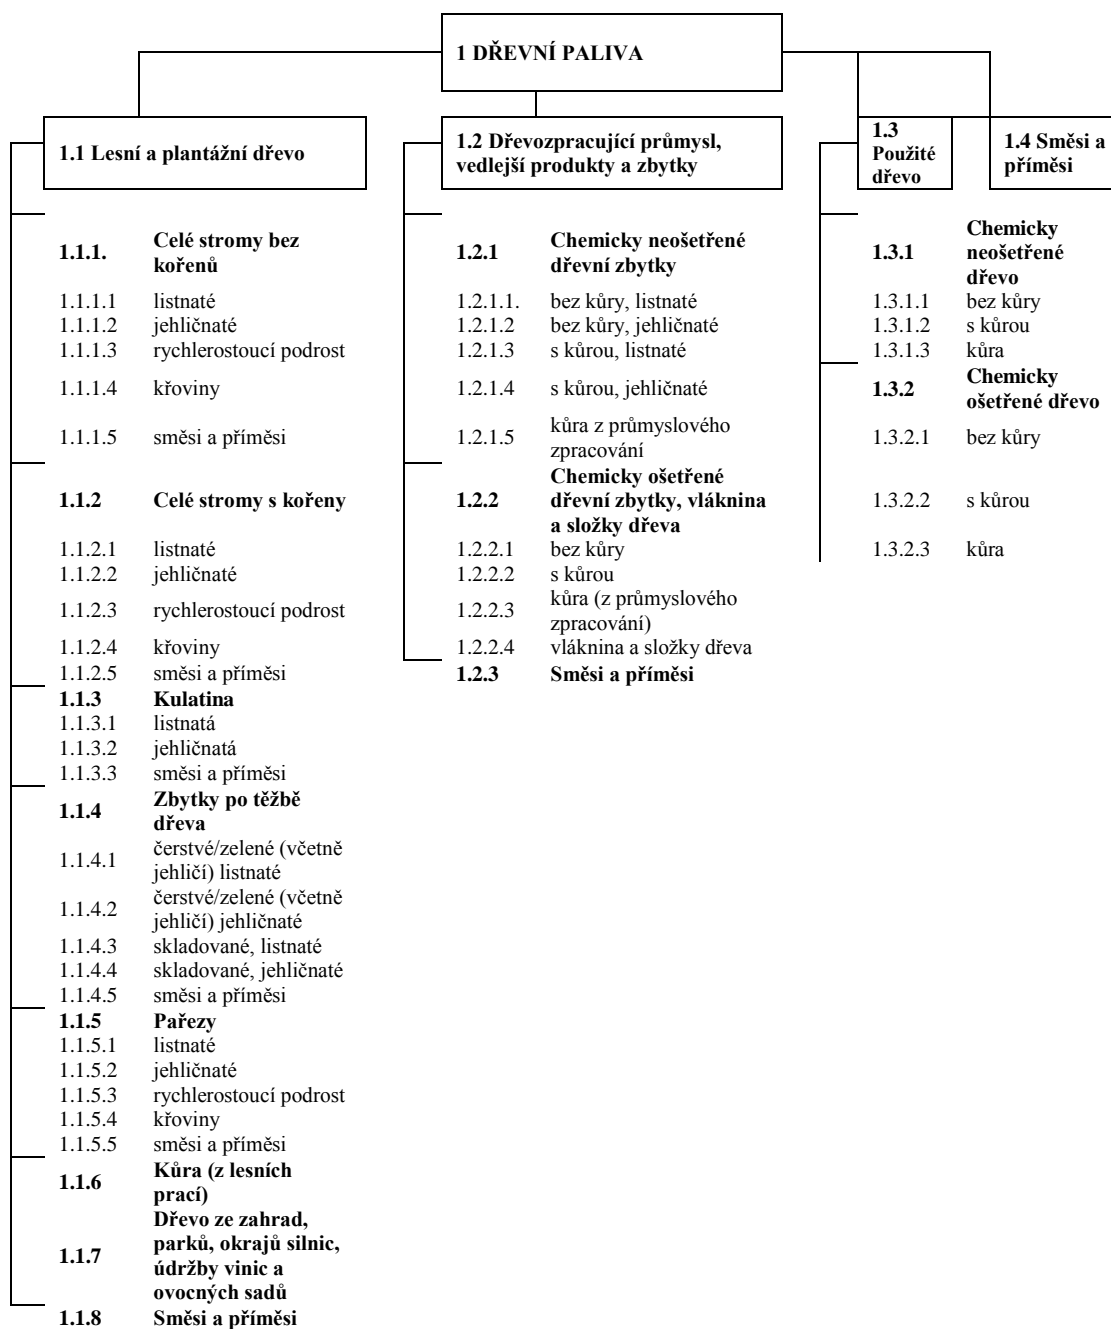 1 DŘEVNÍ PALIVA
1.1 Lesní a plantážní dřevo
1.1.1. Celé stromy bez
kořenů
1.1.1.1 listnaté
1.1.1.2 jehličnaté
1.1.1.3 rychlerostoucí podrost
1.1.1.4 křoviny
1.1.1.5 směsi a příměsi
1.1.2 Celé stromy s kořeny
1.1.2.1 listnaté
1.1.2.2 jehličnaté
1.1.2.3 rychlerostoucí podrost
1.1.2.4 křoviny
1.1.2.5 směsi a příměsi
1.1.3 Kulatina
1.1.3.1 listnatá
1.1.3.2 jehličnatá
1.1.3.3 směsi a příměsi
1.1.4 Zbytky po těžbě
dřeva
1.1.4.1 čerstvé/zelené (včetně
jehličí) listnaté
1.1.4.2 čerstvé/zelené (včetně
jehličí) jehličnaté
1.1.4.3 skladované, listnaté
1.1.4.4 skladované, jehličnaté
1.1.4.5 směsi a příměsi
1.1.5 Pařezy
1.1.5.1 listnaté
1.1.5.2 jehličnaté
1.1.5.3 rychlerostoucí podrost
1.1.5.4 křoviny
1.1.5.5 směsi a příměsi
1.1.6 Kůra (z lesních
prací)
1.1.7 Dřevo ze zahrad,
parků, okrajů silnic,
údržby vinic a
ovocných sadů
1.1.8 Směsi a příměsi
1.2 Dřevozpracující průmysl,
vedlejší produkty a zbytky
1.2.1 Chemicky neošetřené
dřevní zbytky
1.2.1.1. bez kůry, listnaté
1.2.1.2 bez kůry, jehličnaté
1.2.1.3 s kůrou, listnaté
1.2.1.4 s kůrou, jehličnaté
1.2.1.5 kůra z průmyslového
zpracování
1.2.2 Chemicky ošetřené
dřevní zbytky, vláknina
a složky dřeva
1.2.2.1 bez kůry
1.2.2.2 s kůrou
1.2.2.3 kůra (z průmyslového
zpracování)
1.2.2.4 vláknina a složky dřeva
1.2.3 Směsi a příměsi
1.3
Použité
dřevo
1.3.1 Chemicky
neošetřené
dřevo
1.3.1.1 bez kůry
1.3.1.2 s kůrou
1.3.1.3 kůra
1.3.2 Chemicky
ošetřené dřevo
1.3.2.1 bez kůry
1.3.2.2 s kůrou
1.3.2.3 kůra
1.4 Směsi a
příměsi